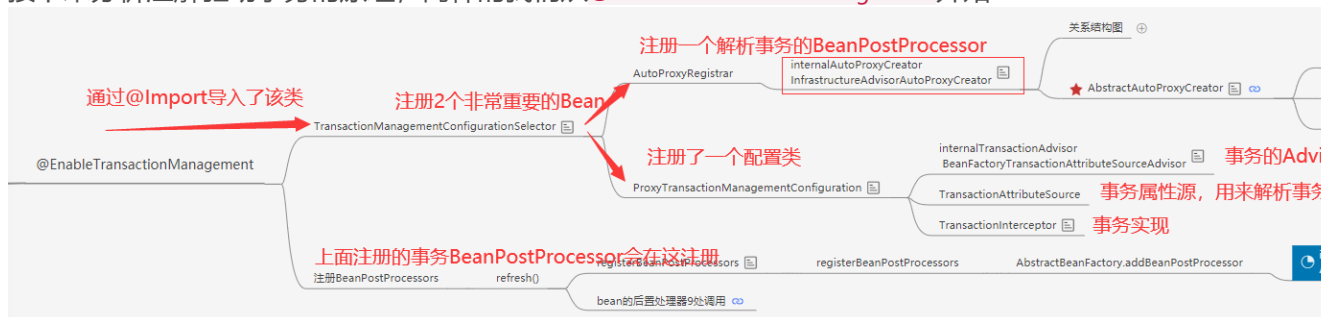 关系结构图
注册一个解析事务的BeanPostProcessor
internalAutoProxyCreator
InfrastructureAdvisorAutoProxyCreator
AutoProxyRegistrar
AbstractAutoProxyCreator
通过@Import导入了该类
注册2个非常重要的Bean
TransactionManagementConfigurationSelector
@EnableTransactionManagement
注册了一个配置类
internalTransactionAdvisor
BeanFactoryTransactionAttributeSourceAdvisor
事务的Advi
ProxyTransactionManagementConfiguration
TransactionAttributeSource
事务属性源，用来解析事务
TransactionInterceptor
事务实现
上面注册的事务BeanPostProcessor会在这注册
registerBeanPostProcessors
注册BeanPostProcessors
refresh()
registerBeanPostProcessors
AbstractBeanFactory.addBeanPostProcessor
bean的后置处理器9处调用